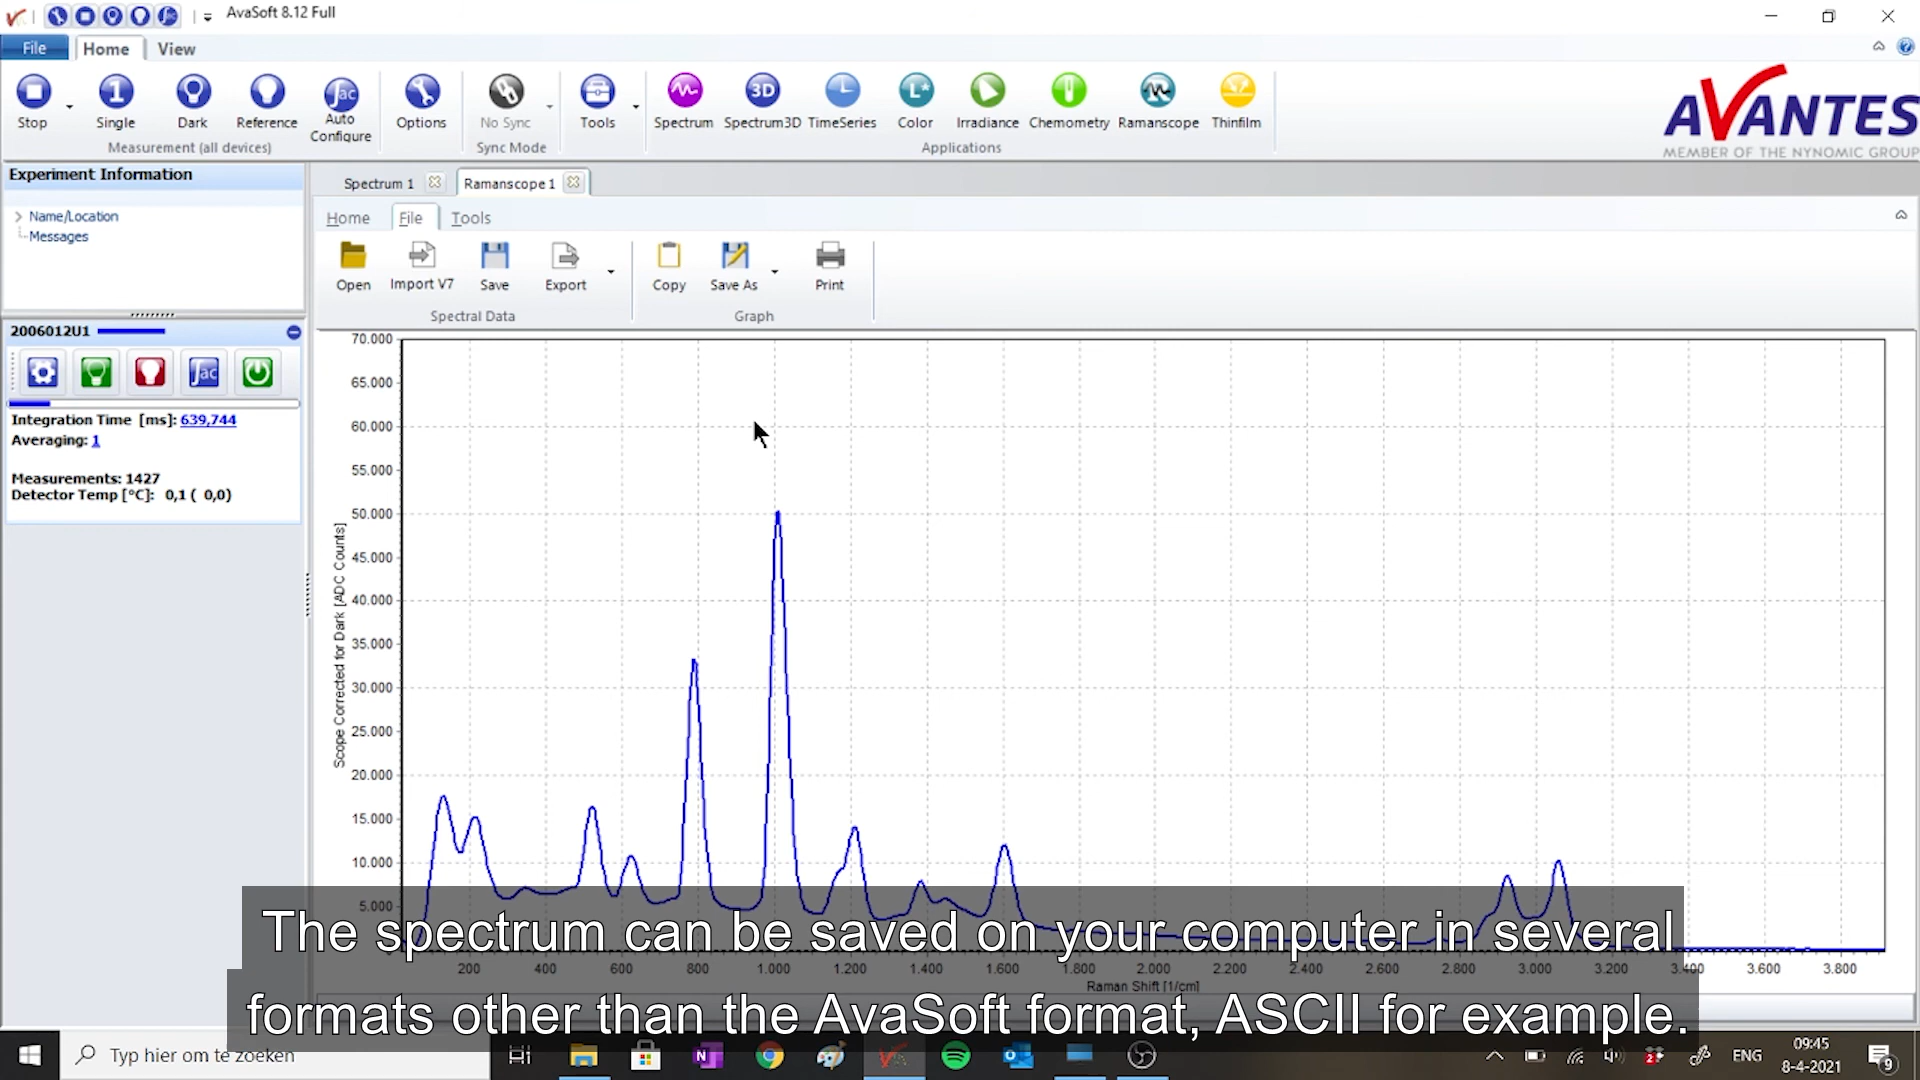 AvaSoft 8.12 Full
File
Home
View
Stop
Single
Dark
Reference
Auto
Configure
Options
No Sync
Tools
Spectrum
Spectrum3D
TimeSeries
Color
Irradiance
Chemometry
Ramanscope
Thinfilm
Measurement (all devices)
Sync Mode
Applications
AVANTES
MEMBER OF THE NYNOMIC GROUP
Experiment Information
Name/Location
Messages
Spectrum 1
Ramanscope 1
Home
File
Tools
Open
Import V7
Save
Export
Copy
Save As
Print
Spectral Data
Graph
2006012U1
Integration Time [ms]: 639,744
Averaging: 1
Measurements: 1427
Detector Temp [°C]: 0,1 ( 0,0)
Scope Corrected for Dark [ADC Counts]
70.000
65.000
60.000
55.000
50.000
45.000
40.000
35.000
30.000
25.000
20.000
15.000
10.000
5.000
200 400 600 800 1.000 1.200 1.400 1.600 1.800 2.000 2.200 2.400 2.600 2.800 3.000 3.200 3.400 3.600 3.800
Raman Shift [1/cm]
The spectrum can be saved on your computer in several
formats other than the AvaSoft format, ASCII for example.
Typ hier om te zoeken
ENG
09:45
8-4-2021
9